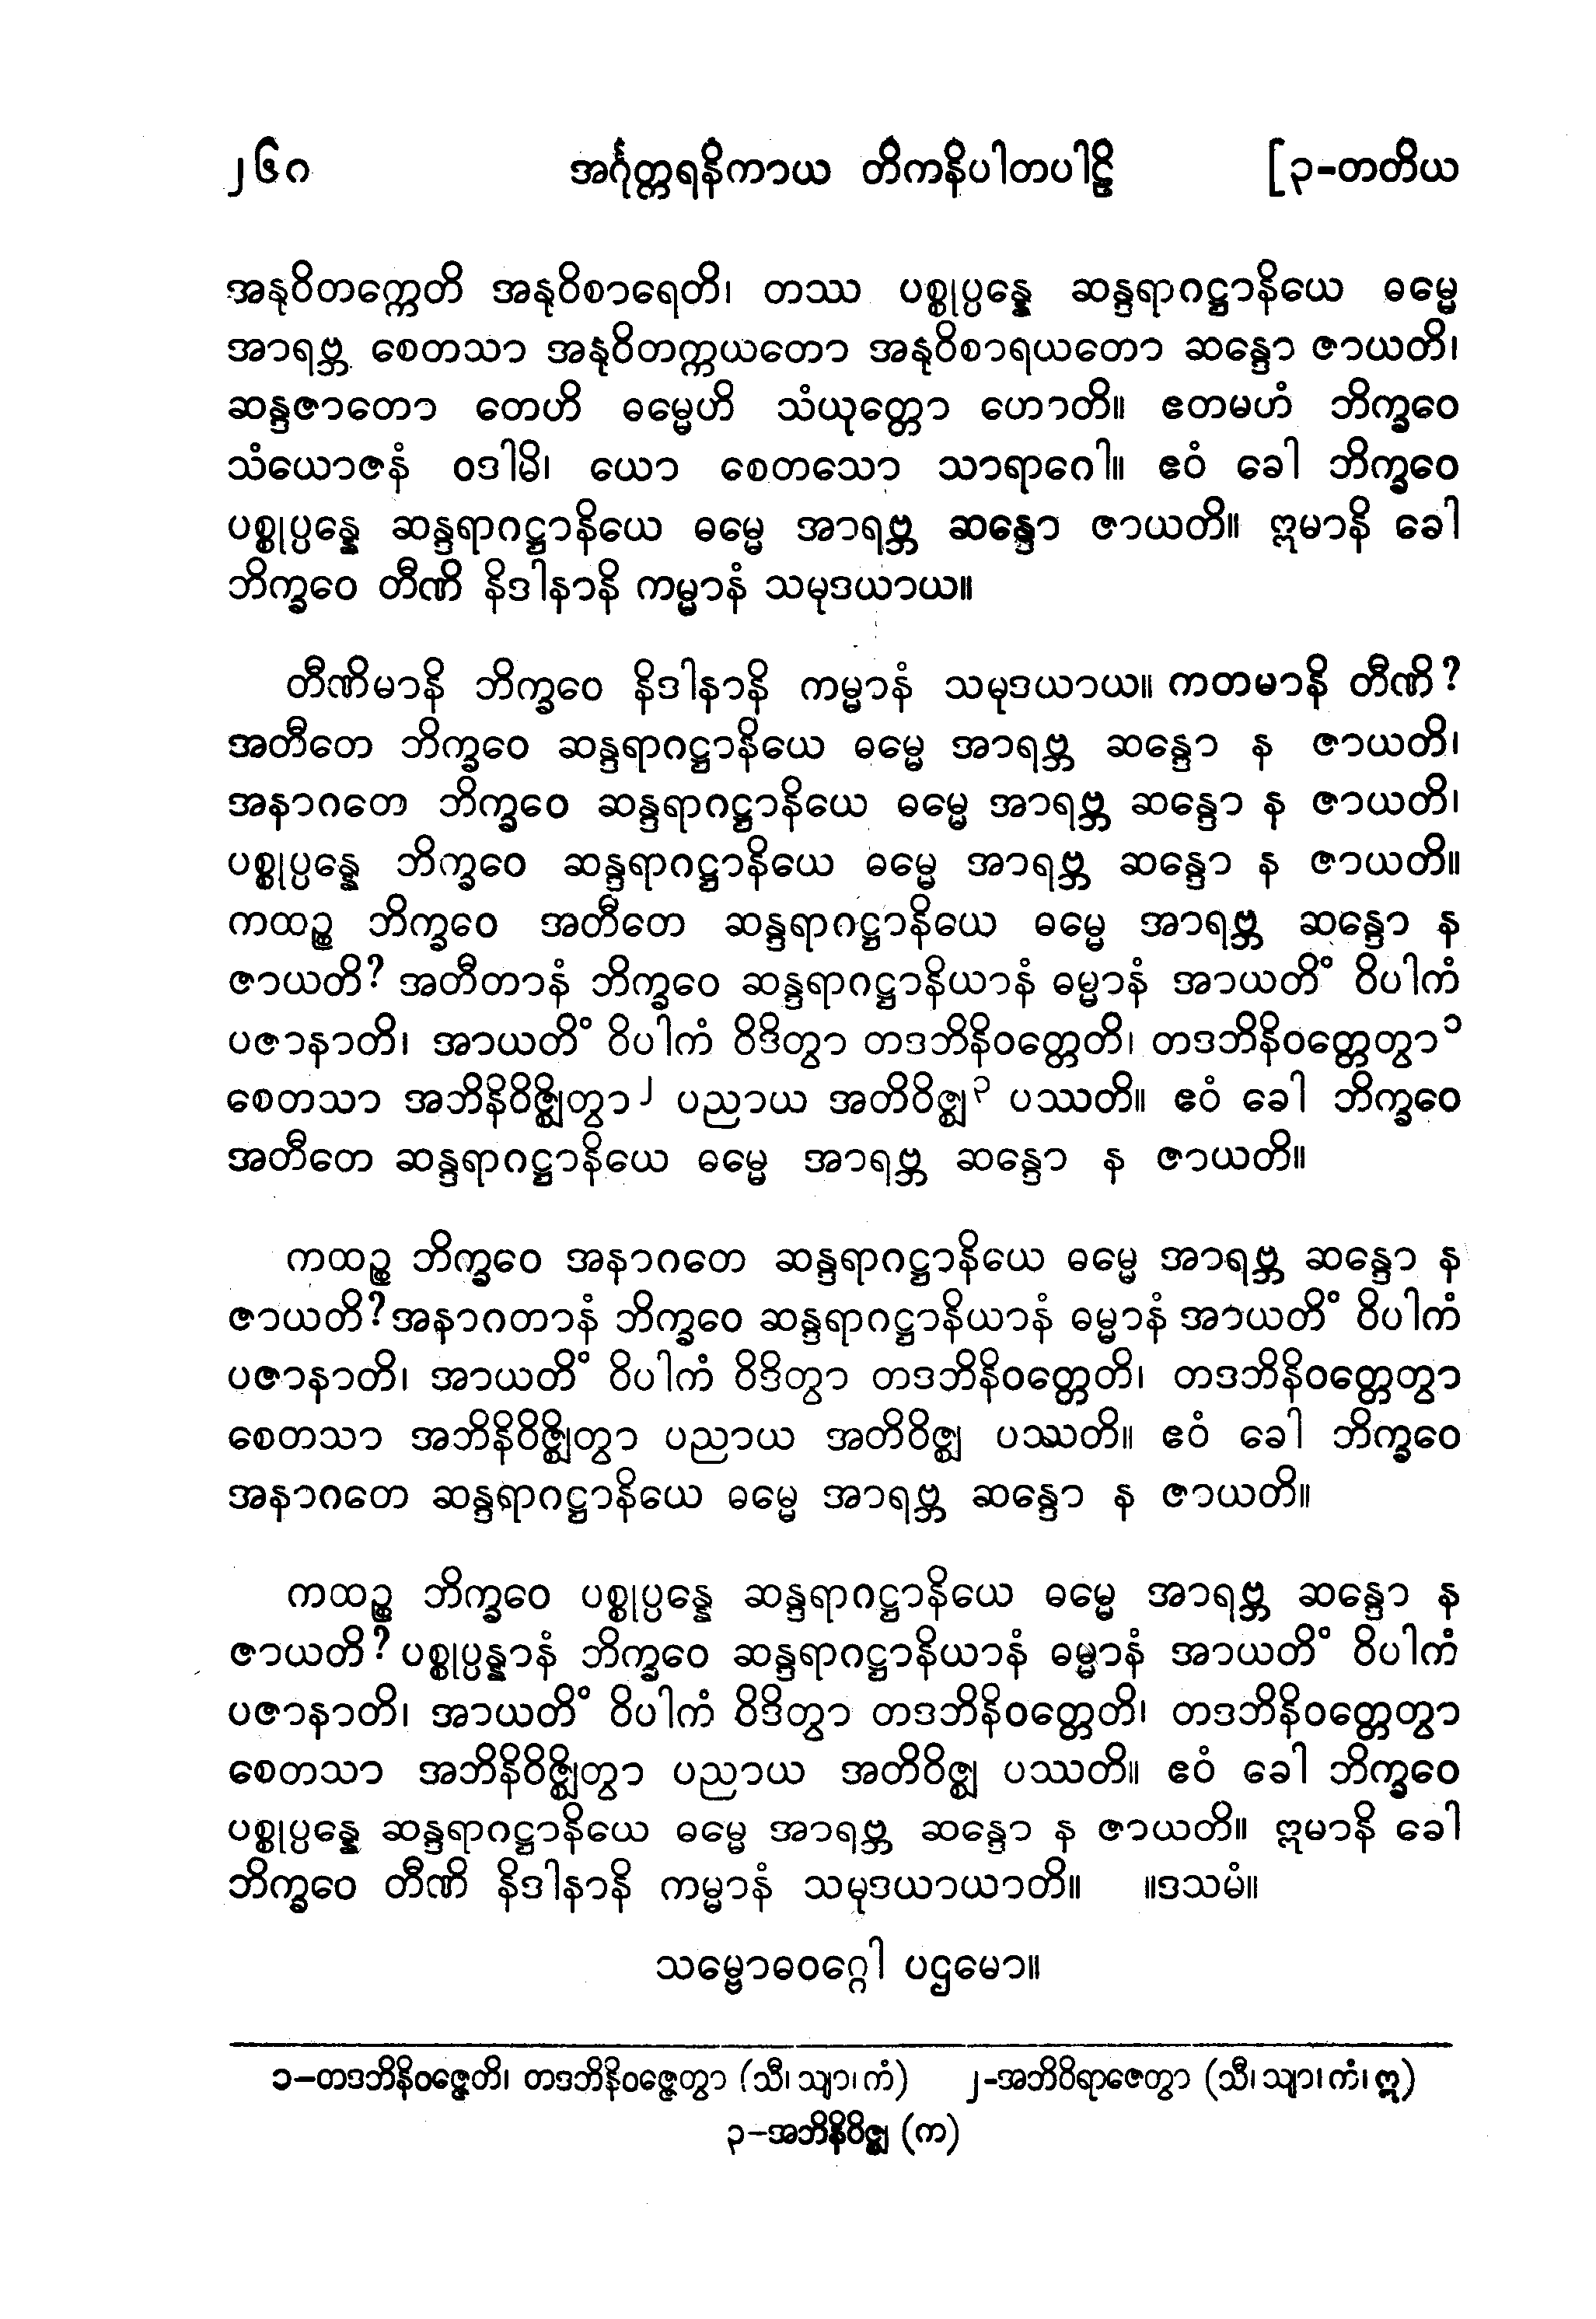 ၂၆၈ အင်္ဂုတ္တရနိကာယ တိကနိပါတပါဠိ [၃-တတိယ
အနုဝိတက္ကေတိ အနုဝိစာရေတိ၊ တဿ ပစ္စုပ္ပန္နေ ဆန္ဒရာဂဋ္ဌာနိယေ ဓမ္မေ
အာရဗ္ဘ စေတသာ အနုဝိတက္ကယတော အနုဝိစာရယတော ဆန္ဒော ဇာယတိ၊
ဆန္ဒဇာတော တေဟိ ဓမ္မေဟိ သံယုတ္တော ဟောတိ။ ဧတမဟံ ဘိက္ခဝေ
သံယောဇနံ ဝဒါမိ၊ ယော စေတသော သာရာဂေါ။ ဧဝံ ခေါ ဘိက္ခဝေ
ပစ္စုပ္ပန္နေ ဆန္ဒရာဂဋ္ဌာနိယေ ဓမ္မေ အာရဗ္ဘ ဆန္ဒော ဇာယတိ။ ဣမာနိ ခေါ
ဘိက္ခဝေ တီဏိ နိဒါနာနိ ကမ္မာနံ သမုဒယာယ။
တီဏိမာနိ ဘိက္ခဝေ နိဒါနာနိ ကမ္မာနံ သမုဒယာယ။ ကတမာနိ တီဏိ?
အတီတေ ဘိက္ခဝေ ဆန္ဒရာဂဋ္ဌာနိယေ ဓမ္မေ အာရဗ္ဘ ဆန္ဒော န ဇာယတိ၊
အနာဂတေ ဘိက္ခဝေ ဆန္ဒရာဂဋ္ဌာနိယေ ဓမ္မေ အာရဗ္ဘ ဆန္ဒော န ဇာယတိ၊
ပစ္စုပ္ပန္နေ ဘိက္ခဝေ ဆန္ဒရာဂဋ္ဌာနိယေ ဓမ္မေ အာရဗ္ဘ ဆန္ဒော န ဇာယတိ။
ကထဉ္စ ဘိက္ခဝေ အတီတေ ဆန္ဒရာဂဋ္ဌာနိယေ ဓမ္မေ အာရဗ္ဘ ဆန္ဒော န
ဇာယတိ? အတီတာနံ ဘိက္ခဝေ ဆန္ဒရာဂဋ္ဌာနိယာနံ ဓမ္မာနံ အာယတိံ ဝိပါကံ
ပဇာနာတိ၊ အာယတိံ ဝိပါကံ ဝိဒိတွာ တဒဘိနိဝတ္တေတိ၊ တဒဘိနိဝတ္တေတွာ၁
စေတသာ အဘိနိဝိဇ္ဈိတွာ၂ ပညာယ အတိဝိဇ္ဈ၃ ပဿတိ။ ဧဝံ ခေါ ဘိက္ခဝေ
အတီတေ ဆန္ဒရာဂဋ္ဌာနိယေ ဓမ္မေ အာရဗ္ဘ ဆန္ဒော န ဇာယတိ။
ကထဉ္စ ဘိက္ခဝေ အနာဂတေ ဆန္ဒရာဂဋ္ဌာနိယေ ဓမ္မေ အာရဗ္ဘ ဆန္ဒော န
ဇာယတိ? အနာဂတာနံ ဘိက္ခဝေ ဆန္ဒရာဂဋ္ဌာနိယာနံ ဓမ္မာနံ အာယတိံ ဝိပါကံ
ပဇာနာတိ၊ အာယတိံ ဝိပါကံ ဝိဒိတွာ တဒဘိနိဝတ္တေတိ၊ တဒဘိနိဝတ္တေတွာ
စေတသာ အဘိနိဝိဇ္ဈိတွာ ပညာယ အတိဝိဇ္ဈ ပဿတိ။ ဧဝံ ခေါ ဘိက္ခဝေ
အနာဂတေ ဆန္ဒရာဂဋ္ဌာနိယေ ဓမ္မေ အာရဗ္ဘ ဆန္ဒော န ဇာယတိ။
ကထဉ္စ ဘိက္ခဝေ ပစ္စုပ္ပန္နေ ဆန္ဒရာဂဋ္ဌာနိယေ ဓမ္မေ အာရဗ္ဘ ဆန္ဒော န
ဇာယတိ? ပစ္စုပ္ပန္နာနံ ဘိက္ခဝေ ဆန္ဒရာဂဋ္ဌာနိယာနံ ဓမ္မာနံ အာယတိံ ဝိပါကံ
ပဇာနာတိ၊ အာယတိံ ဝိပါကံ ဝိဒိတွာ တဒဘိနိဝတ္တေတိ၊ တဒဘိနိဝတ္တေတွာ
စေတသာ အဘိနိဝိဇ္ဈိတွာ ပညာယ အတိဝိဇ္ဈ ပဿတိ။ ဧဝံ ခေါ ဘိက္ခဝေ
ပစ္စုပ္ပန္နေ ဆန္ဒရာဂဋ္ဌာနိယေ ဓမ္မေ အာရဗ္ဘ ဆန္ဒော န ဇာယတိ။ ဣမာနိ ခေါ
ဘိက္ခဝေ တီဏိ နိဒါနာနိ ကမ္မာနံ သမုဒယာယာတိ။ ။ဒသမံ။
သမ္ဗောဓဝဂ္ဂေါ ပဌမော။
၁-တဒဘိနိဝဇ္ဇေတိ၊ တဒဘိနိဝဇ္ဇေတွာ (သီ၊ သျာ၊ ကံ) ၂-အဘိဝိရာဇေတွာ (သီ၊ သျာ၊ ကံ၊ ဣ)
၃-အဘိနိဝိဇ္ဈ (က)